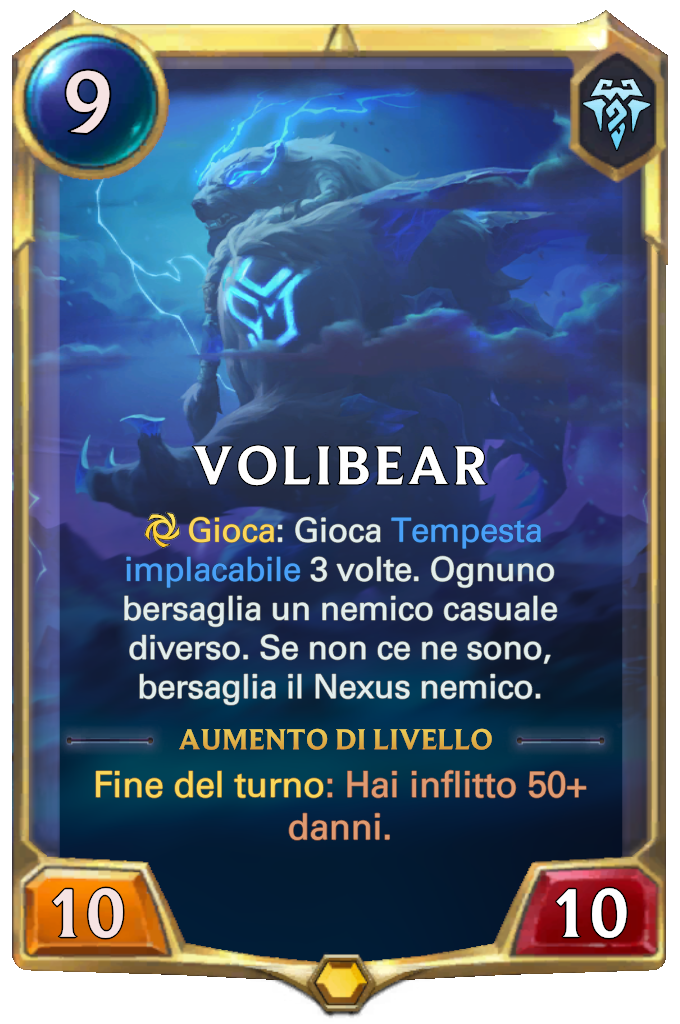 9
VOLIBEAR
Gioca: Gioca Tempesta
implacabile 3 volte. Ognuno
bersaglia un nemico casuale
diverso. Se non ce ne sono,
bersaglia il Nexus nemico.
AUMENTO DI LIVELLO
Fine del turno: Hai inflitto 50+
danni.
10
10